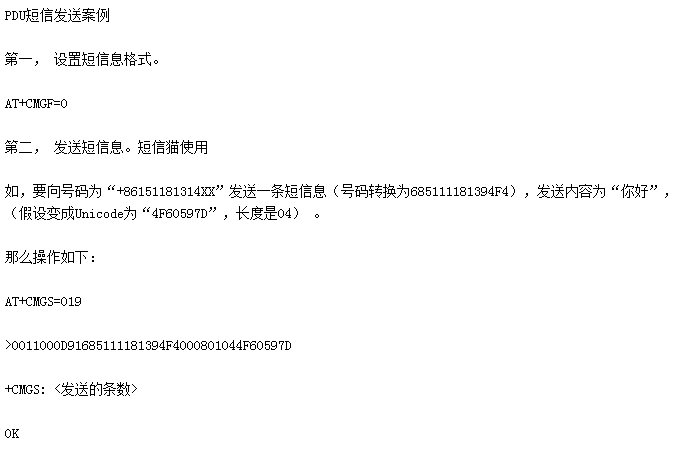 PDU短信发送案例
第一， 设置短信息格式。
AT+CMGF=0
第二， 发送短信息。短信猫使用
如，要向号码为“+86151181314XX”发送一条短信息（号码转换为685111181394F4），发送内容为“你好”，
（假设变成Unicode为“4F60597D”，长度是04） 。
那么操作如下：
AT+CMGS=019
>0011000D91685111181394F4000801044F60597D
+CMGS: <发送的条数>
OK